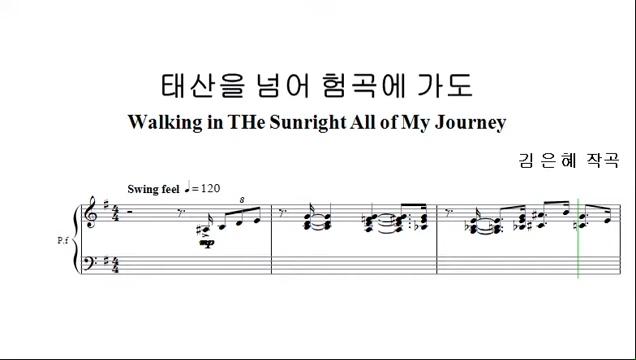 태산을 넘어 험곡에 가도
Walking in THe Sunright All of My Journey
김 은 혜 작곡
Swing feel ♩= 120
8
P.f
mp